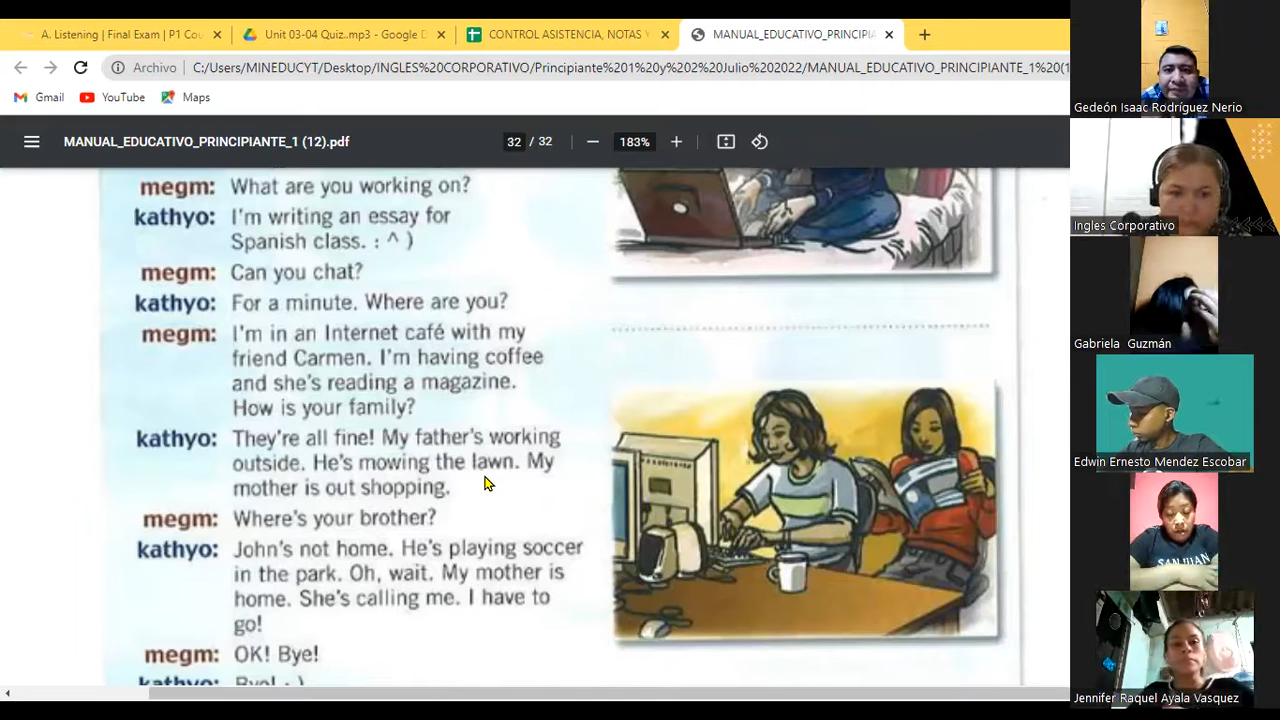 A. Listening | Final Exam | P1 Cou
Unit 03-04 Quiz..mp3 - Google D
CONTROL ASISTENCIA, NOTAS Y
MANUAL_EDUCATIVO_PRINCIPIA
Archivo
C:/Users/MINEDUCYT/Desktop/INGLES%20CORPORATIVO/Principiante%201%20y%202%20Julio%202022/MANUAL_EDUCATIVO_PRINCIPIANTE_1%20(1
Gmail
YouTube
Maps
MANUAL_EDUCATIVO_PRINCIPIANTE_1 (12).pdf
32 / 32
183%
megm: What are you working on?
kathyo: I'm writing an essay for
Spanish class. : ^ )
megm: Can you chat?
kathyo: For a minute. Where are you?
megm: I'm in an Internet café with my
friend Carmen. I'm having coffee
and she's reading a magazine.
How is your family?
kathyo: They're all fine! My father's working
outside. He's mowing the lawn. My
mother is out shopping.
megm: Where's your brother?
kathyo: John's not home. He's playing soccer
in the park. Oh, wait. My mother is
home. She's calling me. I have to
go!
megm: OK! Bye!
kathyo: Bye! : )
Gedeón Isaac Rodríguez Nerio
Ingles Corporativo
Gabriela Guzmán
Edwin Ernesto Mendez Escobar
SAN JUAN
Jennifer Raquel Ayala Vasquez